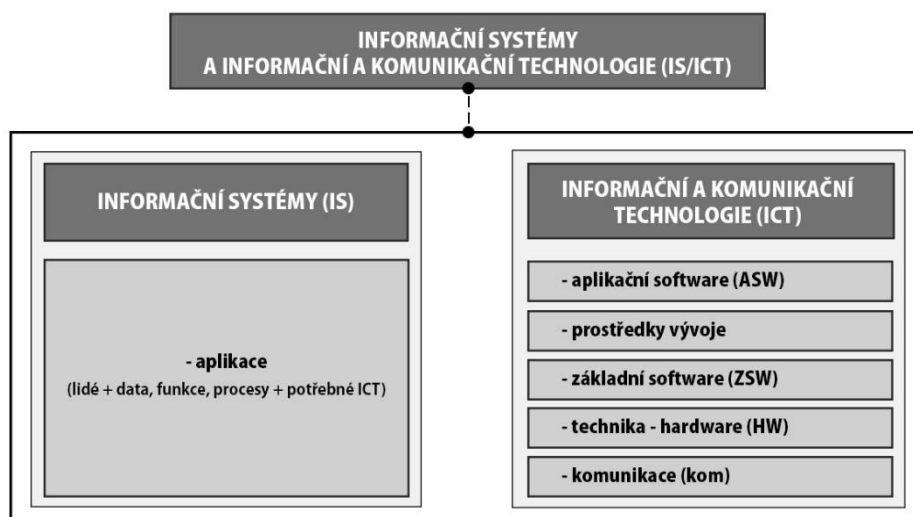 INFORMAČNÍ SYSTÉMY
A INFORMAČNÍ A KOMUNIKAČNÍ TECHNOLOGIE (IS/ICT)
INFORMAČNÍ SYSTÉMY (IS)
- aplikace
(lidé + data, funkce, procesy + potřebné ICT)
INFORMAČNÍ A KOMUNIKAČNÍ
TECHNOLOGIE (ICT)
- aplikační software (ASW)
- prostředky vývoje
- základní software (ZSW)
- technika - hardware (HW)
- komunikace (kom)